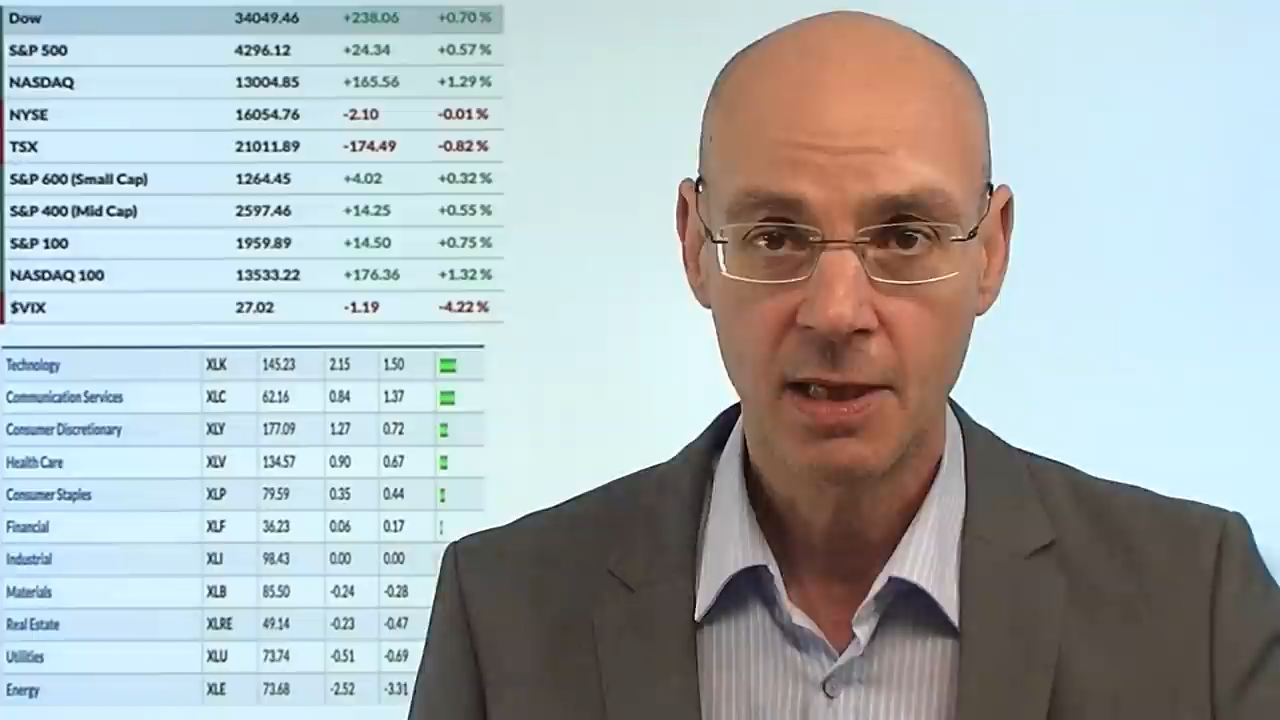 Dow 34049.46 +238.06 +0.70%
S&P 500 4296.12 +24.34 +0.57%
NASDAQ 13004.85 +165.56 +1.29%
NYSE 16054.76 -2.10 -0.01%
TSX 21011.89 -174.49 -0.82%
S&P 600 (Small Cap) 1264.45 +4.02 +0.32%
S&P 400 (Mid Cap) 2597.46 +14.25 +0.55%
S&P 100 1959.89 +14.50 +0.75%
NASDAQ 100 13533.22 +176.36 +1.32%
$VIX 27.02 -1.19 -4.22%
Technology XLK 145.23 2.15 1.50
Communication Services XLC 62.16 0.84 1.37
Consumer Discretionary XLY 177.09 1.27 0.72
Health Care XLV 134.57 0.90 0.67
Consumer Staples XLP 79.59 0.35 0.44
Financial XLF 36.23 0.06 0.17
Industrial XLI 98.43 0.00 0.00
Materials XLB 85.50 -0.24 -0.28
Real Estate XLRE 49.14 -0.23 -0.47
Utilities XLU 73.74 -0.51 -0.69
Energy XLE 73.68 -2.52 -3.31